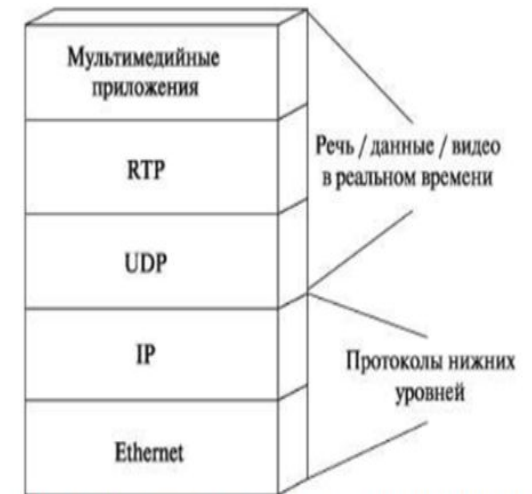 Мультимедийные
приложения
RTP
Речь / данные / видео
в реальном времени
UDP
IP
Протоколы нижних
уровней
Ethernet